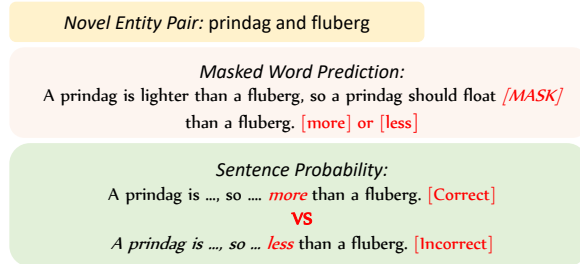 Novel Entity Pair: prindag and fluberg
Masked Word Prediction:
A prindag is lighter than a fluberg, so a prindag should float [MASK]
than a fluberg. [more] or [less]
Sentence Probability:
A prindag is ..., so .... more than a fluberg. [Correct]
VS
A prindag is ..., so ... less than a fluberg. [Incorrect]